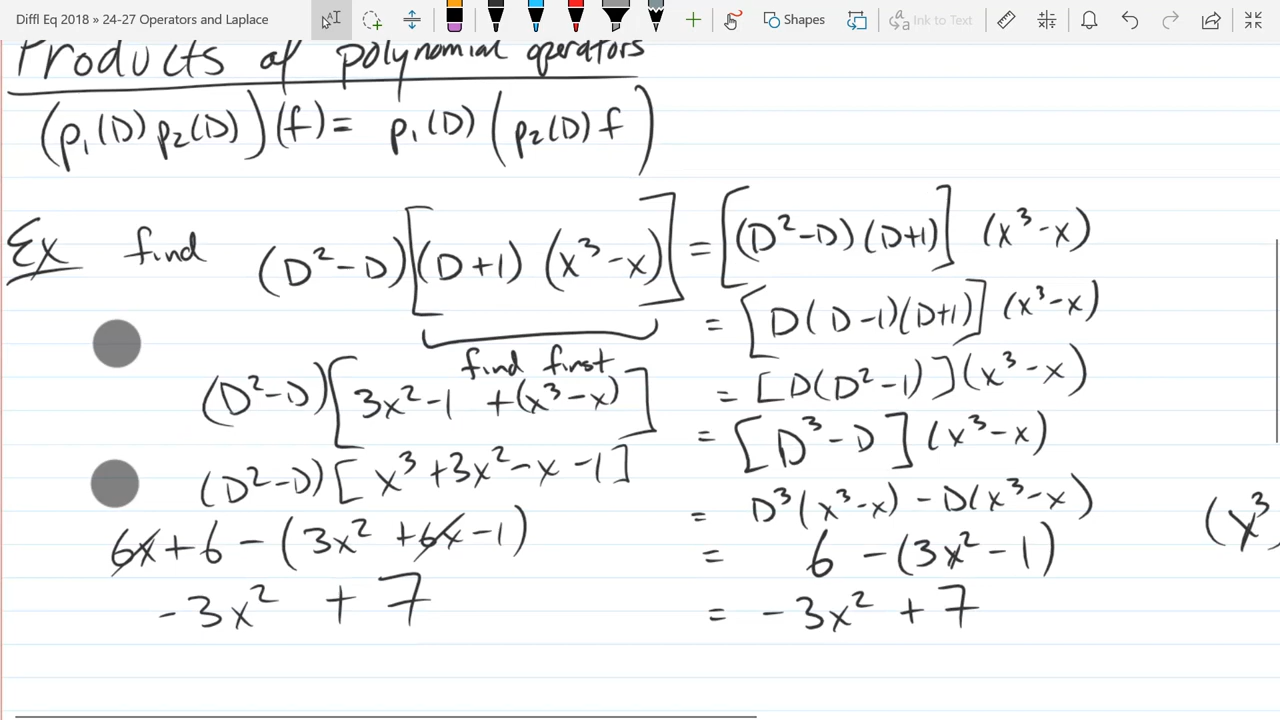 Diffl Eq 2018 » 24-27 Operators and Laplace
Shapes
Ink to Text
Products of polynomial operators
(p₁(D) p₂(D))(f) = p₁(D)(p₂(D) f)
Ex find (D²-D)[(D+1) (x³-x)] = [(D²-D)(D+1)] (x³-x)
find first
= [D(D-1)(D+1)] (x³-x)
(D²-D)[3x²-1 +(x³-x)]
= [D(D²-1)](x³-x)
(D²-D)[x³+3x²-x-1]
= [D³-D](x³-x)
6x+6-(3x²+6x-1)
= D³(x³-x) - D(x³-x)
(x³
= 6 -(3x²-1)
-3x² + 7
= -3x² + 7